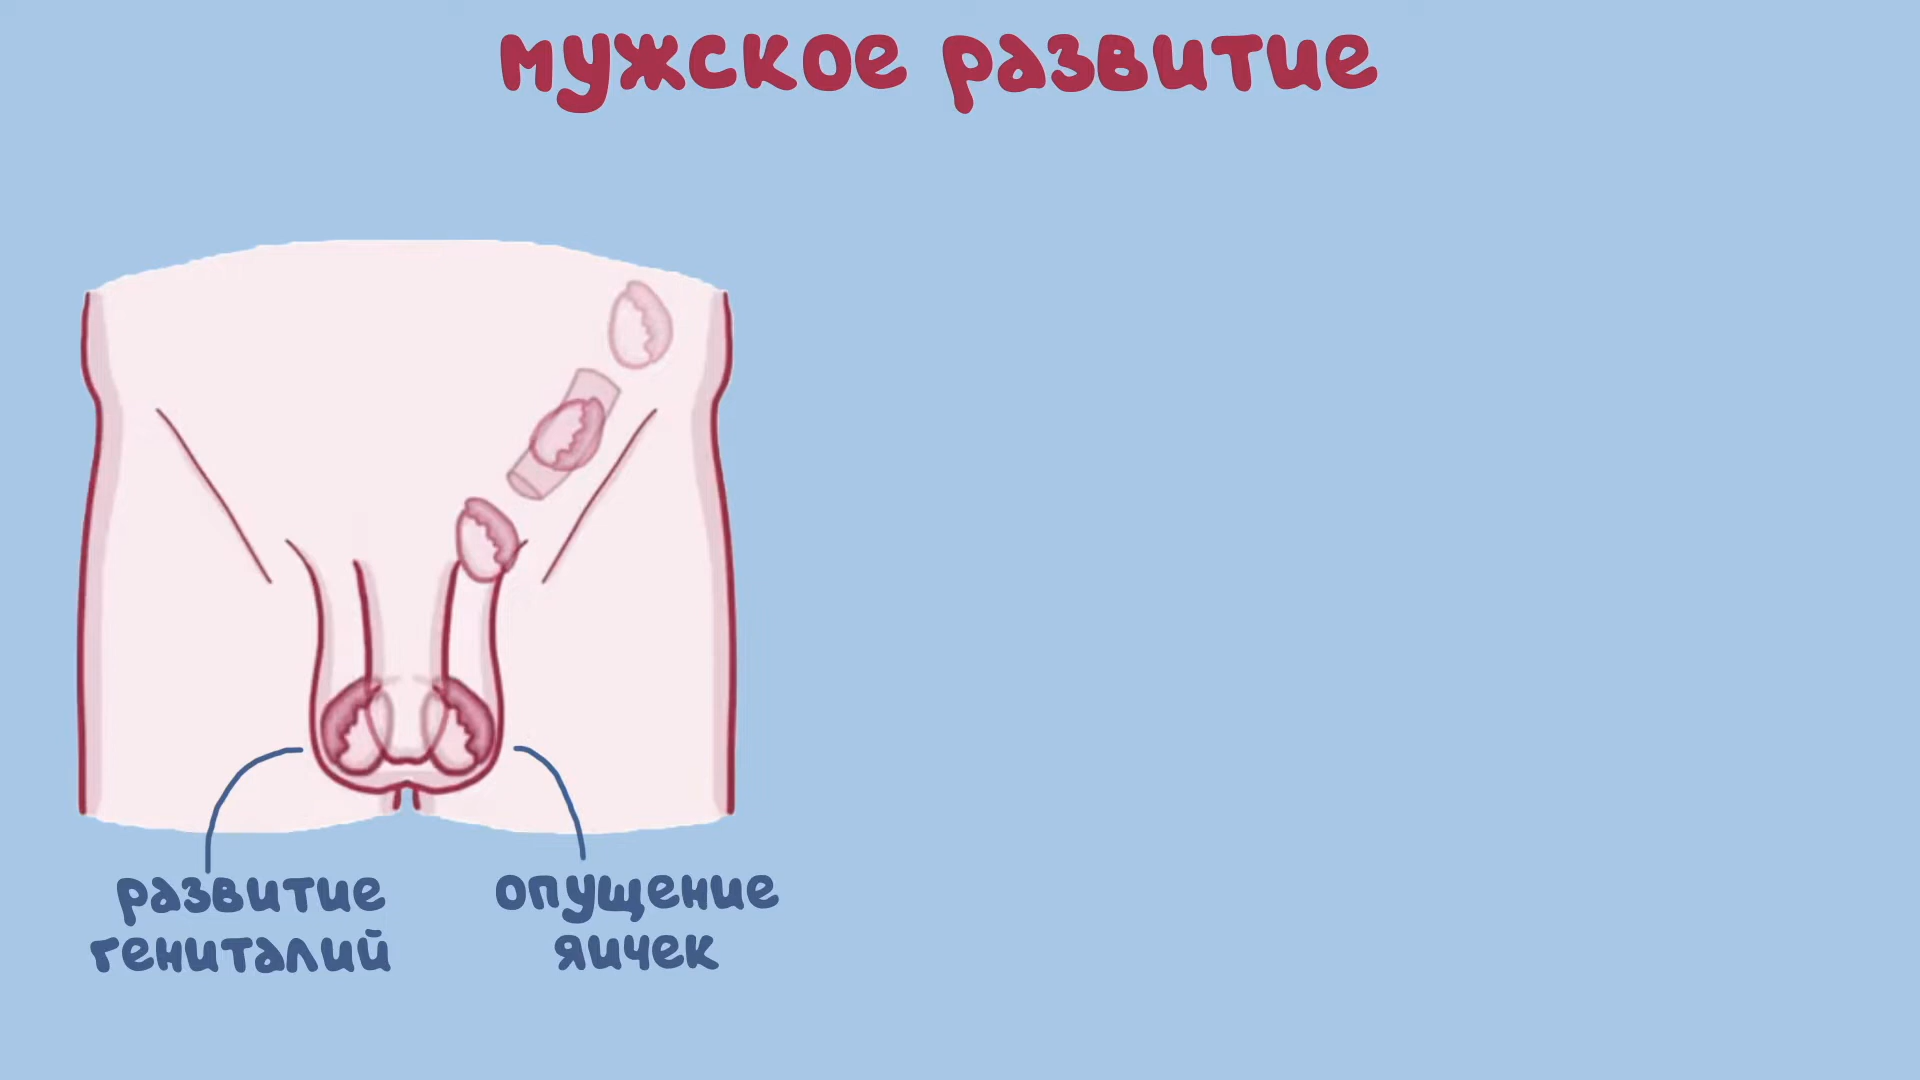 мужское развитие
развитие
гениталий
опущение
яичек